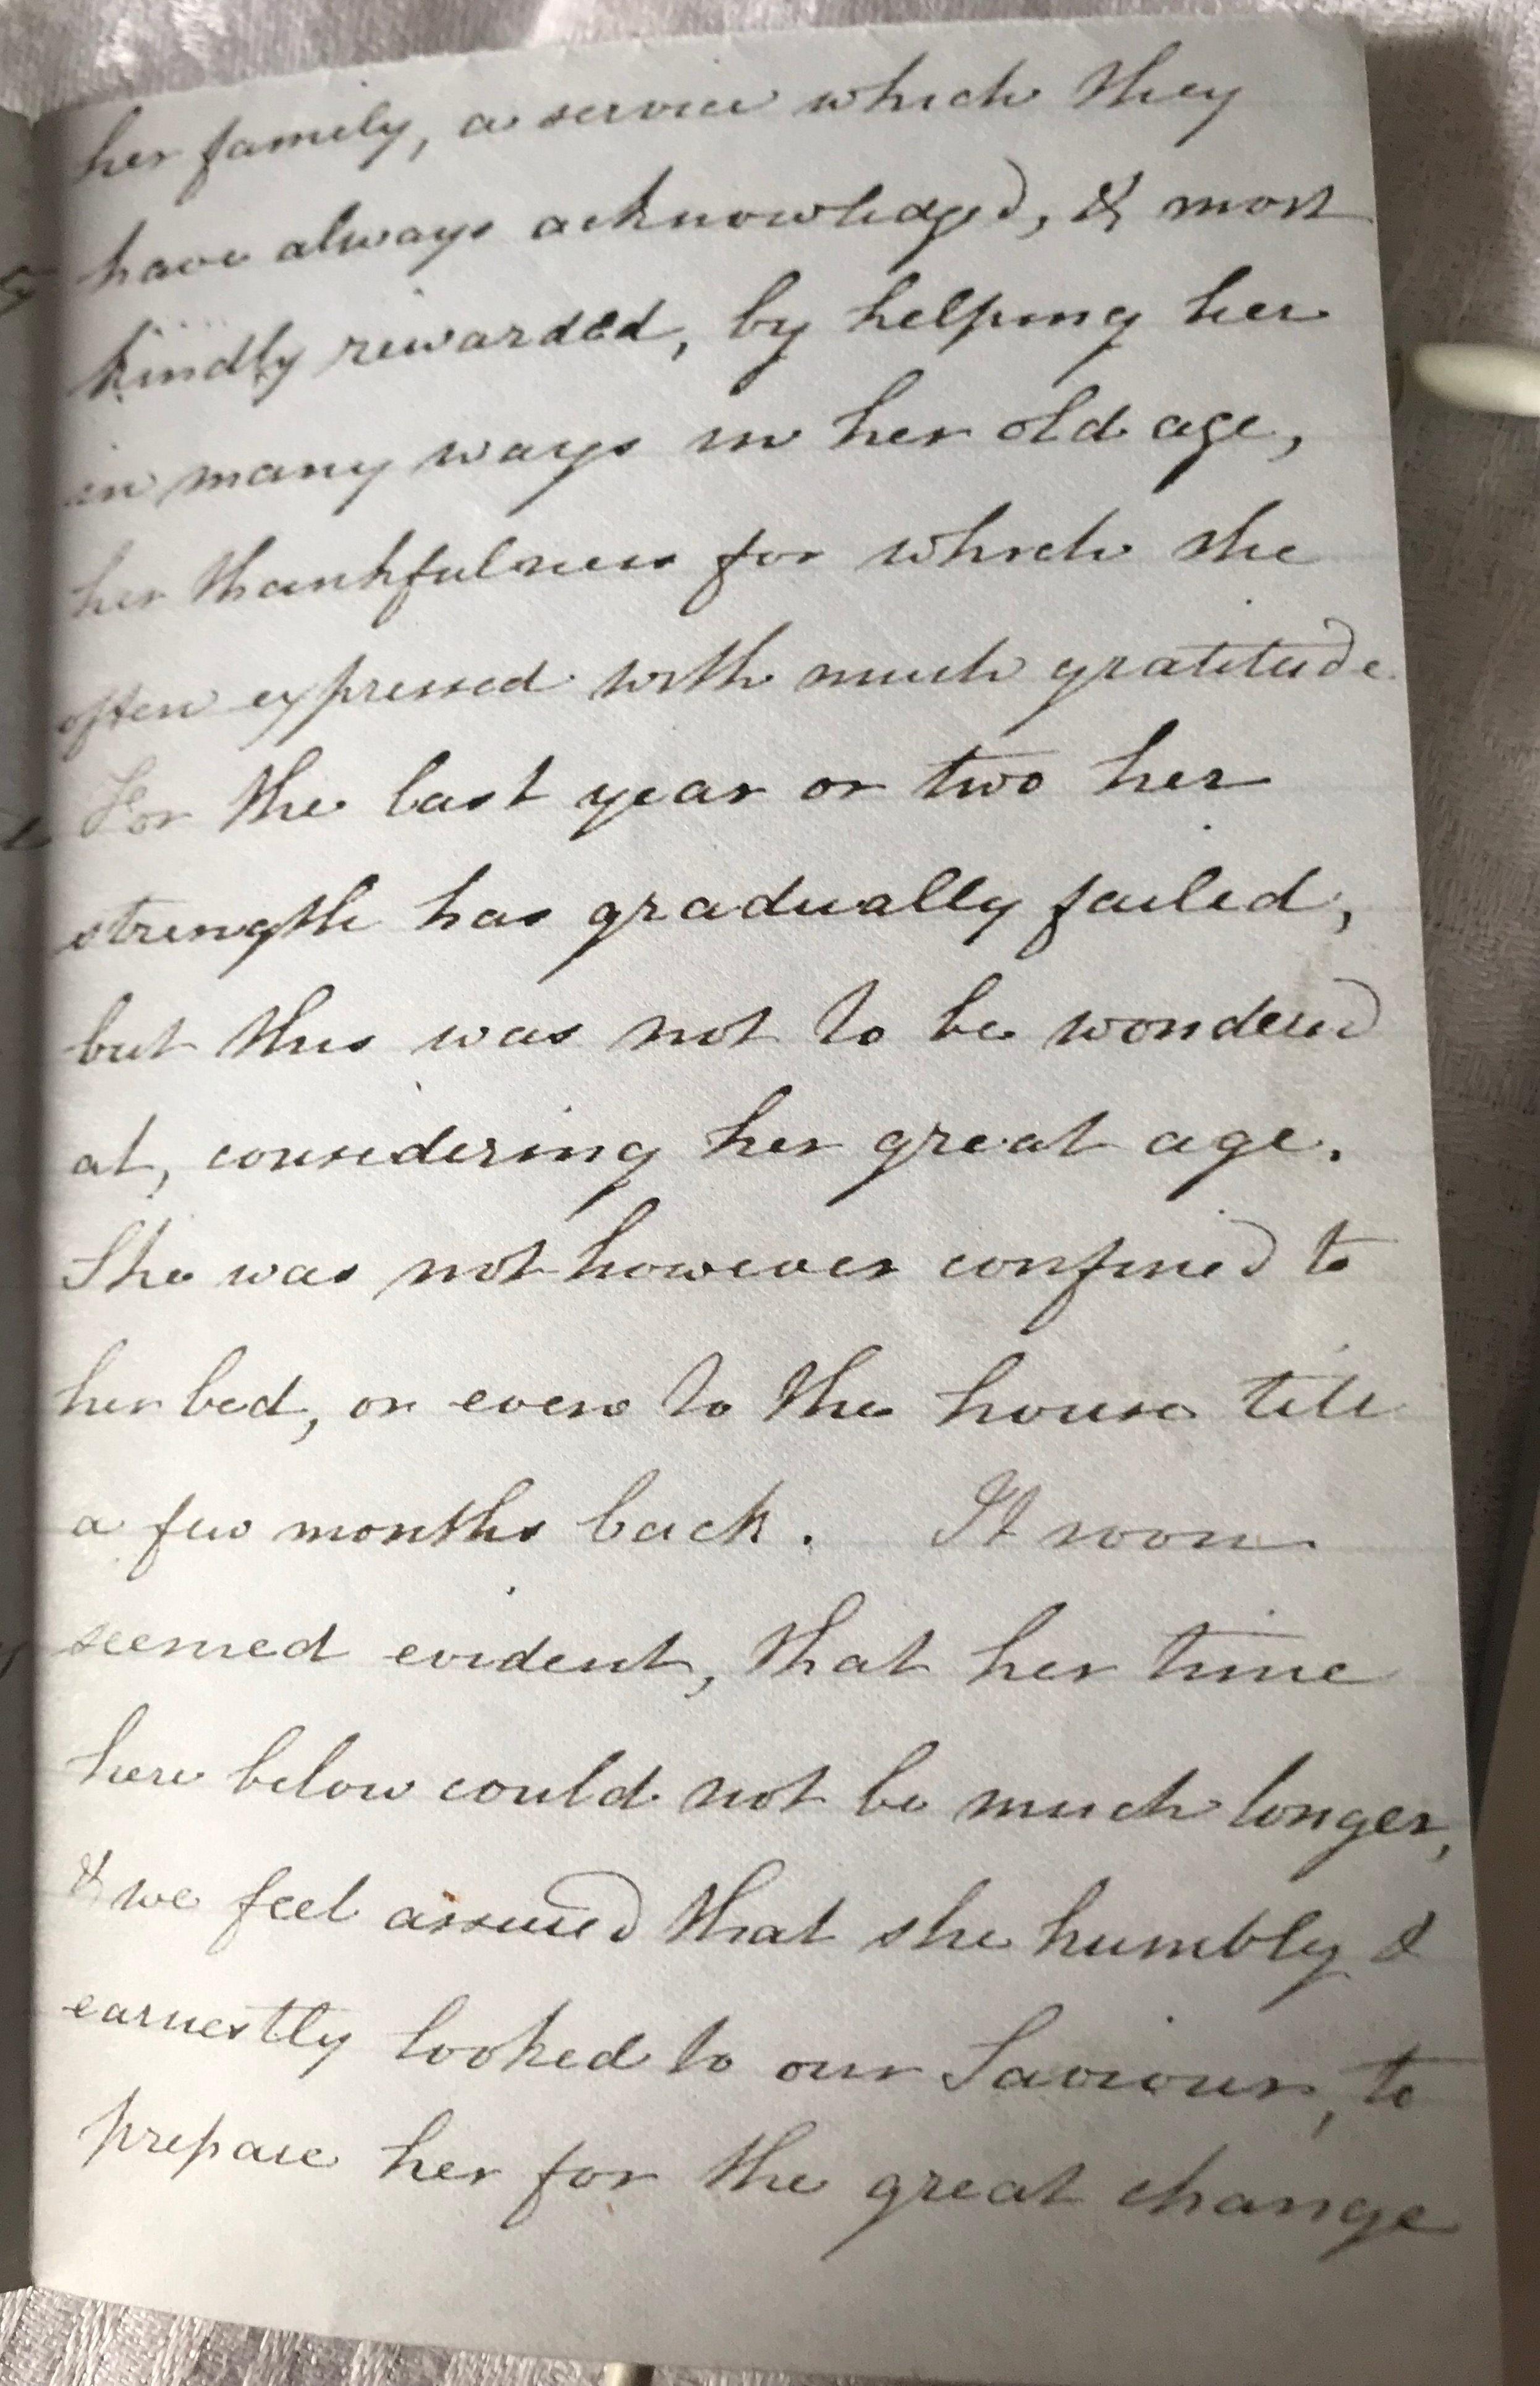 her family, a service which they
have always acknowledged, & most
kindly rewarded, by helping her
in many ways in her old age,
her thankfulness for which she
often expressed with much gratitude.
For the last year or two her
strength has gradually failed,
but this was not to be wondered
at, considering her great age.
She was not however confined to
her bed, or even to the house till
a few months back. It soon
seemed evident, that her time
here below could not be much longer,
& we feel assured that she humbly &
earnestly looked to our Saviour, to
prepare her for the great change